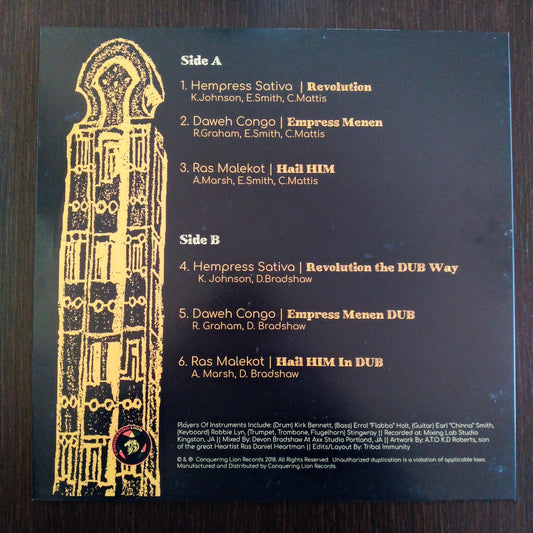 Side A
1. Hempress Sativa | Revolution
K.Johnson, E.Smith, C.Mattis
2. Daweh Congo | Empress Menen
R.Graham, E.Smith, C.Mattis
3. Ras Malekot | Hail HIM
A.Marsh, E.Smith, C.Mattis
Side B
4. Hempress Sativa | Revolution the DUB Way
K. Johnson, D.Bradshaw
5. Daweh Congo | Empress Menen DUB
R. Graham, D. Bradshaw
6. Ras Malekot | Hail HIM In DUB
A. Marsh, D. Bradshaw
Players Of Instruments Include: (Drum) Kirk Bennett, (Bass) Errol "Flabba" Holt, (Guitar) Earl "Chinna" Smith,
(Keyboard) Robbie Lyn, (Trumpet, Trombone, Flugelhorn) Stingwray || Recorded at: Mixing Lab Studio
Kingston, JA || Mixed By: Devon Bradshaw At Axx Studio Portland, JA || Artwork By: A.T.O K.D Roberts, son
of the great Heartist Ras Daniel Heartman || Edits/Layout By: Tribal Immunity
© & ℗ Conquering Lion Records 2018. All Rights Reserved. Unauthorized duplication is a violation of applicable laws.
Manufactured and Distributed by Conquering Lion Records.